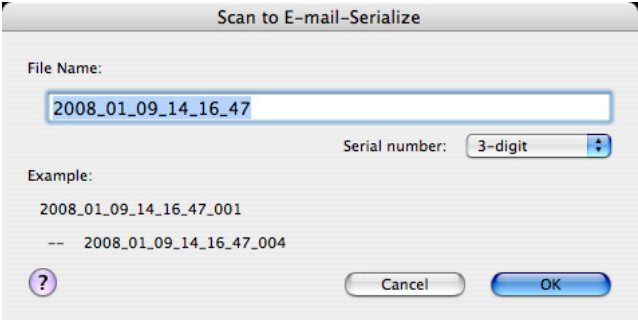 Scan to E-mail-Serialize
File Name:
2008_01_09_14_16_47
Serial number: 3-digit
Example:
2008_01_09_14_16_47_001
-- 2008_01_09_14_16_47_004
? Cancel OK